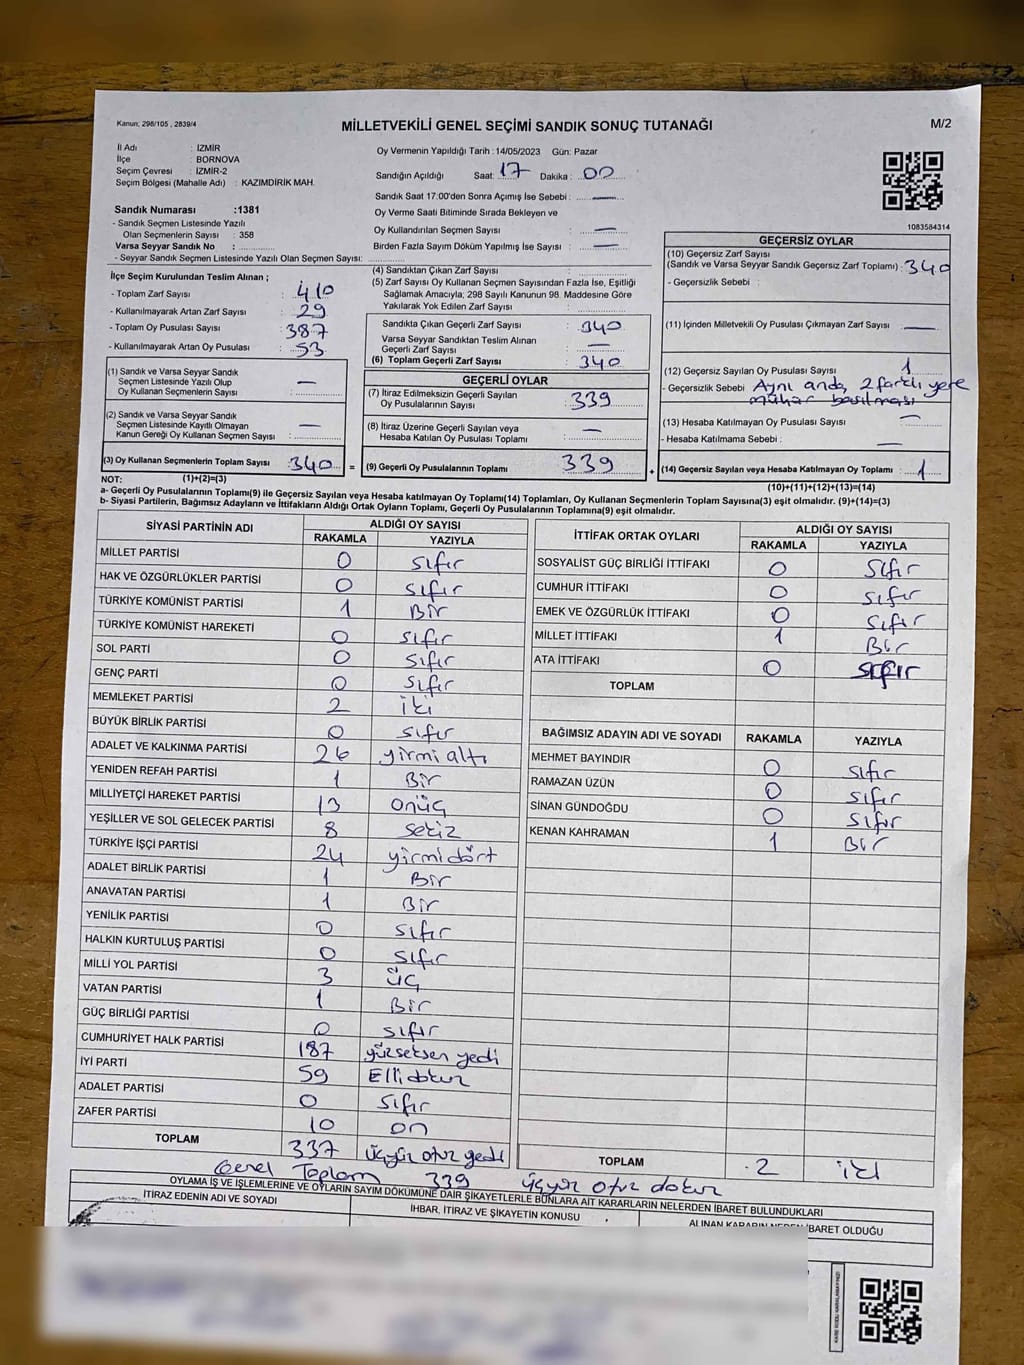 Kanun; 298/105 , 2839/4
MİLLETVEKİLİ GENEL SEÇİMİ SANDIK SONUÇ TUTANAĞI
M/2
İl Adı : İZMİR
İlçe : BORNOVA
Seçim Çevresi : İZMİR-2
Seçim Bölgesi (Mahalle Adı) : KAZIMDİRİK MAH.
Sandık Numarası :1381
- Sandık Seçmen Listesinde Yazılı
Olan Seçmenlerin Sayısı : 358
Varsa Seyyar Sandık No :
- Seyyar Sandık Seçmen Listesinde Yazılı Olan Seçmen Sayısı:
Oy Vermenin Yapıldığı Tarih : 14/05/2023 Gün: Pazar
Sandığın Açıldığı Saat: 17 Dakika : 00
Sandık Saat 17:00'den Sonra Açımış İse Sebebi : —
Oy Verme Saati Bitiminde Sırada Bekleyen ve
Oy Kullandırılan Seçmen Sayısı : —
Birden Fazla Sayım Döküm Yapılmış İse Sayısı : —
1083584314
İlçe Seçim Kurulundan Teslim Alınan ;
- Toplam Zarf Sayısı : 410
- Kullanılmayarak Artan Zarf Sayısı : 29
- Toplam Oy Pusulası Sayısı : 387
- Kullanılmayarak Artan Oy Pusulası : 53
(1) Sandık ve Varsa Seyyar Sandık
Seçmen Listesinde Yazılı Olup
Oy Kullanan Seçmenlerin Sayısı : —
(2) Sandık ve Varsa Seyyar Sandık
Seçmen Listesinde Kayıtlı Olmayan
Kanun Gereği Oy Kullanan Seçmen Sayısı : —
(3) Oy Kullanan Seçmenlerin Toplam Sayısı : 340 =
(1)+(2)=(3)
(4) Sandıktan Çıkan Zarf Sayısı :
(5) Zarf Sayısı Oy Kullanan Seçmen Sayısından Fazla İse, Eşitliği
Sağlamak Amacıyla, 298 Sayılı Kanunun 98. Maddesine Göre
Yakılarak Yok Edilen Zarf Sayısı :
Sandıkta Çıkan Geçerli Zarf Sayısı : 340
Varsa Seyyar Sandıktan Teslim Alınan
Geçerli Zarf Sayısı : —
(6) Toplam Geçerli Zarf Sayısı : 340
GEÇERLİ OYLAR
(7) İtiraz Edilmeksizin Geçerli Sayılan
Oy Pusulalarının Sayısı : 339
(8) İtiraz Üzerine Geçerli Sayılan veya
Hesaba Katılan Oy Pusulası Toplamı : —
(9) Geçerli Oy Pusulalarının Toplamı : 339 +
GEÇERSİZ OYLAR
(10) Geçersiz Zarf Sayısı
(Sandık ve Varsa Seyyar Sandık Geçersiz Zarf Toplamı) : 340
- Geçersizlik Sebebi :
(11) İçinden Milletvekili Oy Pusulası Çıkmayan Zarf Sayısı : —
(12) Geçersiz Sayılan Oy Pusulası Sayısı : 1
- Geçersizlik Sebebi : Aynı anda, 2 farklı yere
mühür basılması
(13) Hesaba Katılmayan Oy Pusulası Sayısı : —
- Hesaba Katılmama Sebebi : —
(14) Geçersiz Sayılan veya Hesaba Katılmayan Oy Toplamı : 1
(10)+(11)+(12)+(13)=(14)
NOT:
a- Geçerli Oy Pusulalarının Toplamı(9) ile Geçersiz Sayılan veya Hesaba katılmayan Oy Toplamı(14) Toplamları, Oy Kullanan Seçmenlerin Toplam Sayısına(3) eşit olmalıdır. (9)+(14)=(3)
b- Siyasi Partilerin, Bağımsız Adayların ve İttifakların Aldığı Ortak Oyların Toplamı, Geçerli Oy Pusulalarının Toplamına(9) eşit olmalıdır.
SİYASİ PARTİNİN ADI ALDIĞI OY SAYISI
RAKAMLA YAZIYLA
MİLLET PARTİSİ 0 sıfır
HAK VE ÖZGÜRLÜKLER PARTİSİ 0 sıfır
TÜRKİYE KOMÜNİST PARTİSİ 1 Bir
TÜRKİYE KOMÜNİST HAREKETİ 0 sıfır
SOL PARTİ 0 sıfır
GENÇ PARTİ 0 sıfır
MEMLEKET PARTİSİ 2 iki
BÜYÜK BİRLİK PARTİSİ 0 sıfır
ADALET VE KALKINMA PARTİSİ 26 yirmi altı
YENİDEN REFAH PARTİSİ 1 Bir
MİLLİYETÇİ HAREKET PARTİSİ 13 onüç
YEŞİLLER VE SOL GELECEK PARTİSİ 8 sekiz
TÜRKİYE İŞÇİ PARTİSİ 24 yirmidört
ADALET BİRLİK PARTİSİ 1 Bir
ANAVATAN PARTİSİ 1 Bir
YENİLİK PARTİSİ 0 sıfır
HALKIN KURTULUŞ PARTİSİ 0 sıfır
MİLLİ YOL PARTİSİ 3 üç
VATAN PARTİSİ 1 Bir
GÜÇ BİRLİĞİ PARTİSİ 0 sıfır
CUMHURİYET HALK PARTİSİ 187 yüzseksen yedi
İYİ PARTİ 59 Elli dokuz
ADALET PARTİSİ 0 sıfır
ZAFER PARTİSİ 10 on
TOPLAM 337 üçyüz otuz yedi
İTTİFAK ORTAK OYLARI ALDIĞI OY SAYISI
RAKAMLA YAZIYLA
SOSYALİST GÜÇ BİRLİĞİ İTTİFAKI 0 sıfır
CUMHUR İTTİFAKI 0 sıfır
EMEK VE ÖZGÜRLÜK İTTİFAKI 0 sıfır
MİLLET İTTİFAKI 1 Bir
ATA İTTİFAKI 0 sıfır
TOPLAM
BAĞIMSIZ ADAYIN ADI VE SOYADI RAKAMLA YAZIYLA
MEHMET BAYINDIR 0 sıfır
RAMAZAN ÜZÜN 0 sıfır
SİNAN GÜNDOĞDU 0 sıfır
KENAN KAHRAMAN 1 Bir
TOPLAM 2 iki
Genel Toplam 339 üçyüz otuz dokuz
OYLAMA İŞ VE İŞLEMLERİNE VE OYLARIN SAYIM DÖKÜMÜNE DAİR ŞİKAYETLERLE BUNLARA AİT KARARLARIN NELERDEN İBARET BULUNDUKLARI
İTİRAZ EDENİN ADI VE SOYADI İHBAR, İTİRAZ VE ŞİKAYETİN KONUSU ALINAN KARARIN NEDEN İBARET OLDUĞU